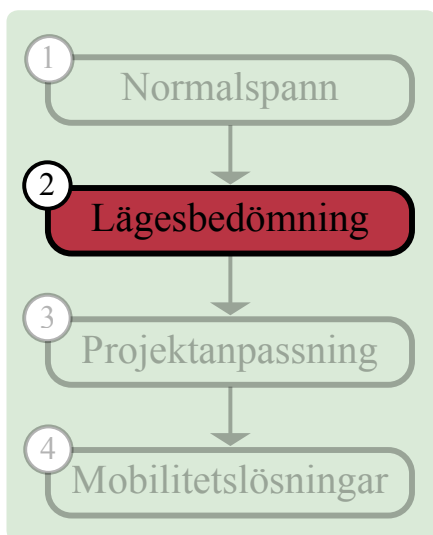 1
Normalspann
2
Lägesbedömning
3
Projektanpassning
4
Mobilitetslösningar